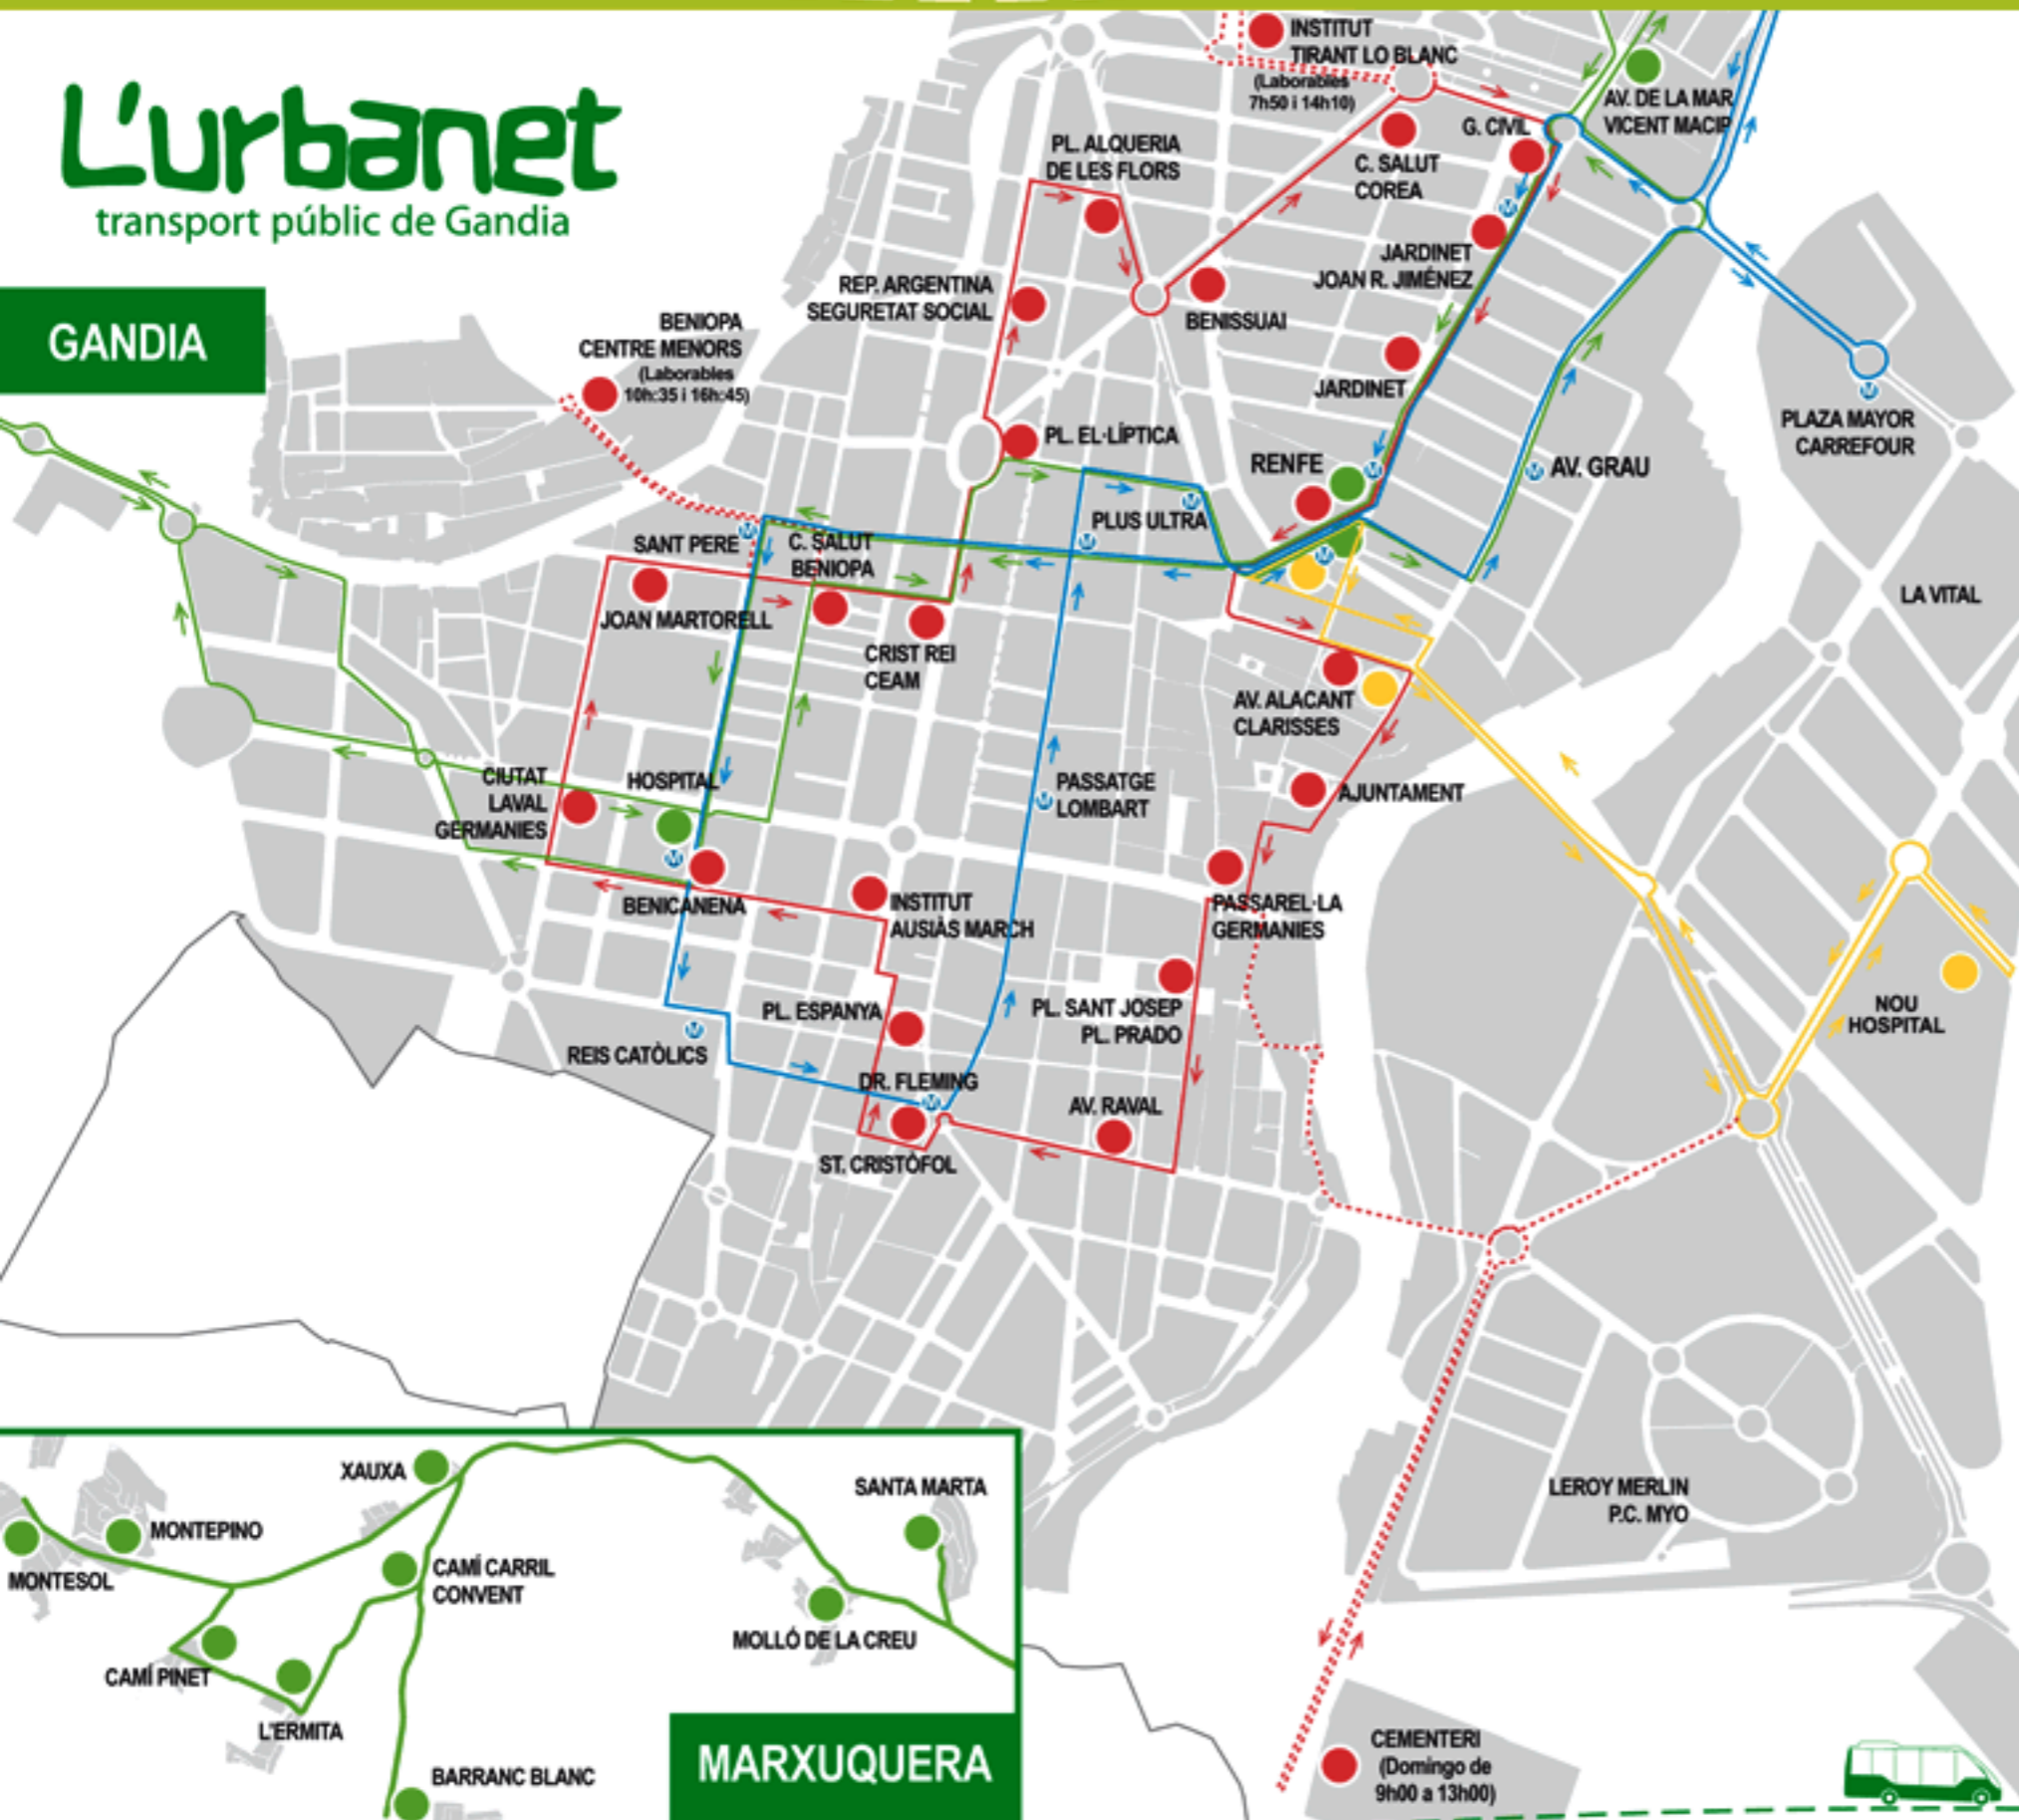 L'urbanet
transport públic de Gandia
GANDIA
INSTITUT
TIRANT LO BLANC
(Laborables
7h50 i 14h10)
AV. DE LA MAR
VICENT MACIP
G. CIVIL
C. SALUT
COREA
PL. ALQUERIA
DE LES FLORS
JARDINET
JOAN R. JIMÉNEZ
REP. ARGENTINA
SEGURETAT SOCIAL
BENISSUAI
BENIOPA
CENTRE MENORS
(Laborables
10h:35 i 16h:45)
JARDINET
PLAZA MAYOR
CARREFOUR
PL. EL·LÍPTICA
RENFE
AV. GRAU
PLUS ULTRA
SANT PERE
C. SALUT
BENIOPA
LA VITAL
JOAN MARTORELL
CRIST REI
CEAM
AV. ALACANT
CLARISSES
CIUTAT
LAVAL
GERMANIES
HOSPITAL
PASSATGE
LOMBART
AJUNTAMENT
BENICANENA
INSTITUT
AUSIÀS MARCH
PASSAREL·LA
GERMANIES
PL. ESPANYA
PL. SANT JOSEP
PL. PRADO
NOU
HOSPITAL
REIS CATÒLICS
DR. FLEMING
AV. RAVAL
ST. CRISTÒFOL
XAUXA
SANTA MARTA
LEROY MERLIN
P.C. MYO
MONTEPINO
MONTESOL
CAMÍ CARRIL
CONVENT
MOLLÓ DE LA CREU
CAMÍ PINET
L'ERMITA
BARRANC BLANC
MARXUQUERA
CEMENTERI
(Domingo de
9h00 a 13h00)